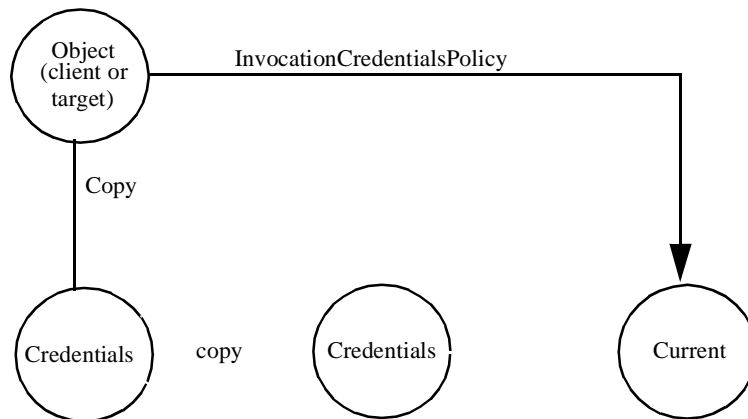 Object
(client or
target)
InvocationCredentialsPolicy
Copy
Credentials
copy
Credentials
Current